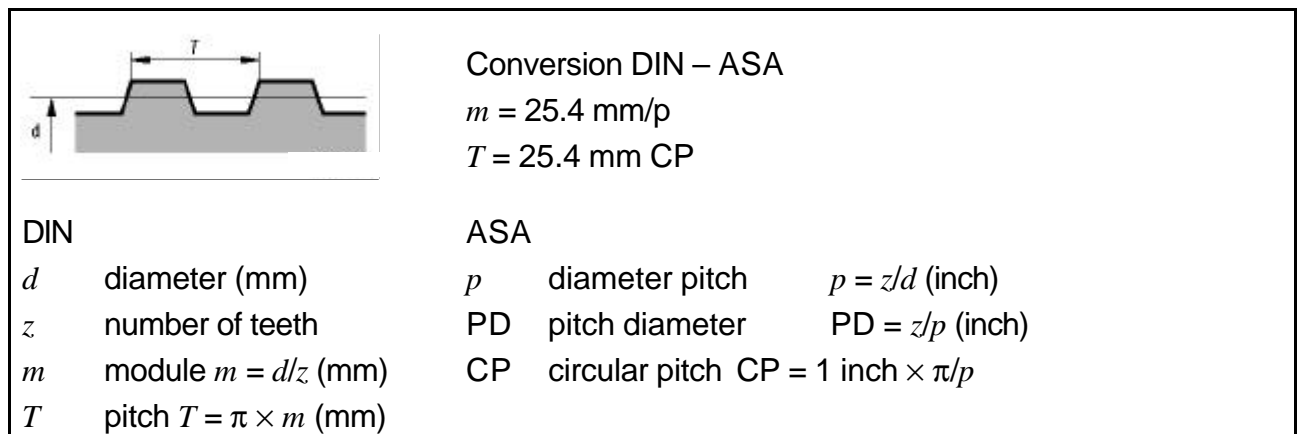 T
d
Conversion DIN – ASA
m = 25.4 mm/p
T = 25.4 mm CP
DIN
d diameter (mm)
z number of teeth
m module m = d/z (mm)
T pitch T = π × m (mm)
ASA
p diameter pitch p = z/d (inch)
PD pitch diameter PD = z/p (inch)
CP circular pitch CP = 1 inch × π/p